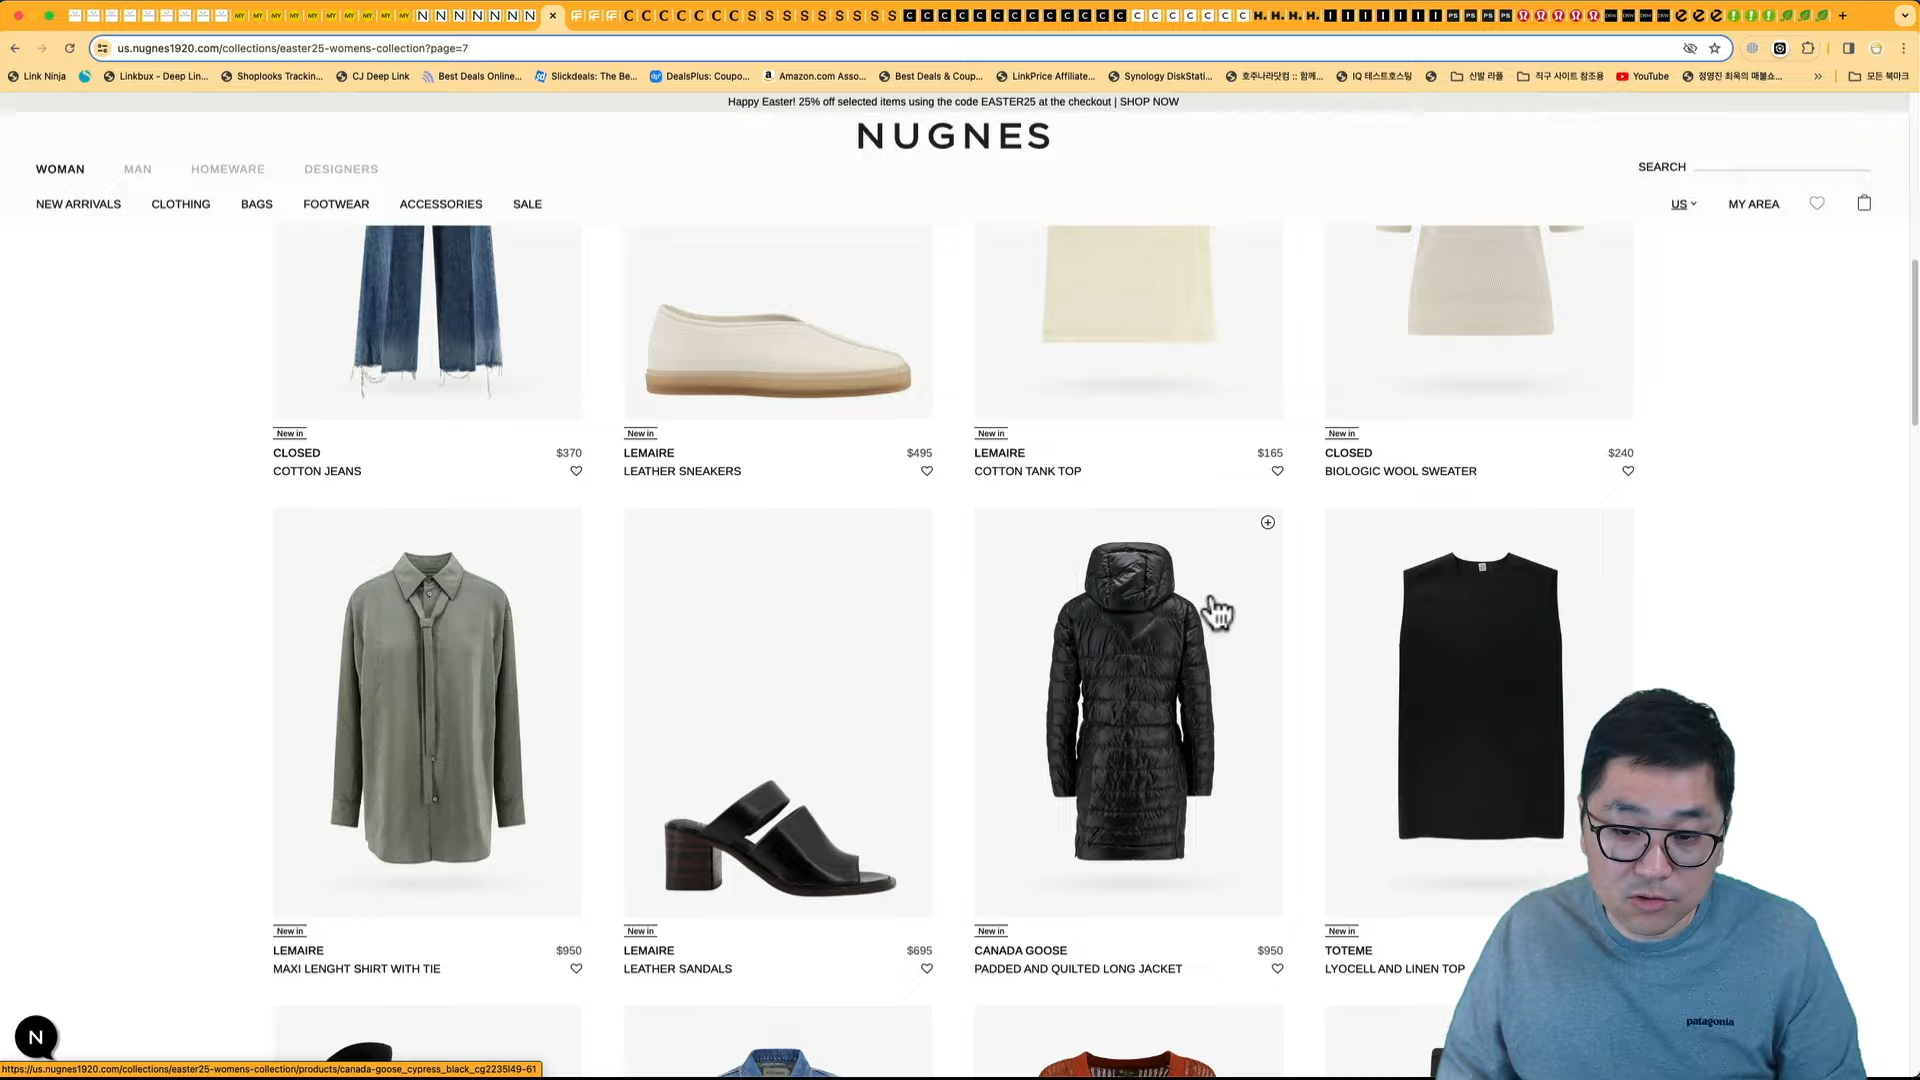 us.nugnes1920.com/collections/easter25-womens-collection?page=7
Link Ninja
Linkbux - Deep Lin...
Shoplooks Trackin...
CJ Deep Link
Best Deals Online...
Slickdeals: The Be...
DealsPlus: Coupo...
Amazon.com Asso...
Best Deals & Coup...
LinkPrice Affiliate...
Synology DiskStati...
호주나라닷컴 :: 함께...
IQ 테스트호스팅
신발 라플
직구 사이트 참조용
YouTube
정영진 최욱의 매불쇼...
모든 북마크
Happy Easter! 25% off selected items using the code EASTER25 at the checkout | SHOP NOW
NUGNES
WOMAN MAN HOMEWARE DESIGNERS
SEARCH
NEW ARRIVALS CLOTHING BAGS FOOTWEAR ACCESSORIES SALE
US MY AREA
New in New in New in New in
CLOSED $370 LEMAIRE $495 LEMAIRE $165 CLOSED $240
COTTON JEANS LEATHER SNEAKERS COTTON TANK TOP BIOLOGIC WOOL SWEATER
New in New in New in New in
LEMAIRE $950 LEMAIRE $695 CANADA GOOSE $950 TOTEME
MAXI LENGHT SHIRT WITH TIE LEATHER SANDALS PADDED AND QUILTED LONG JACKET LYOCELL AND LINEN TOP
patagonia
N
https://us.nugnes1920.com/collections/easter25-womens-collection/products/canada-goose_cypress_black_cg2235l49-61